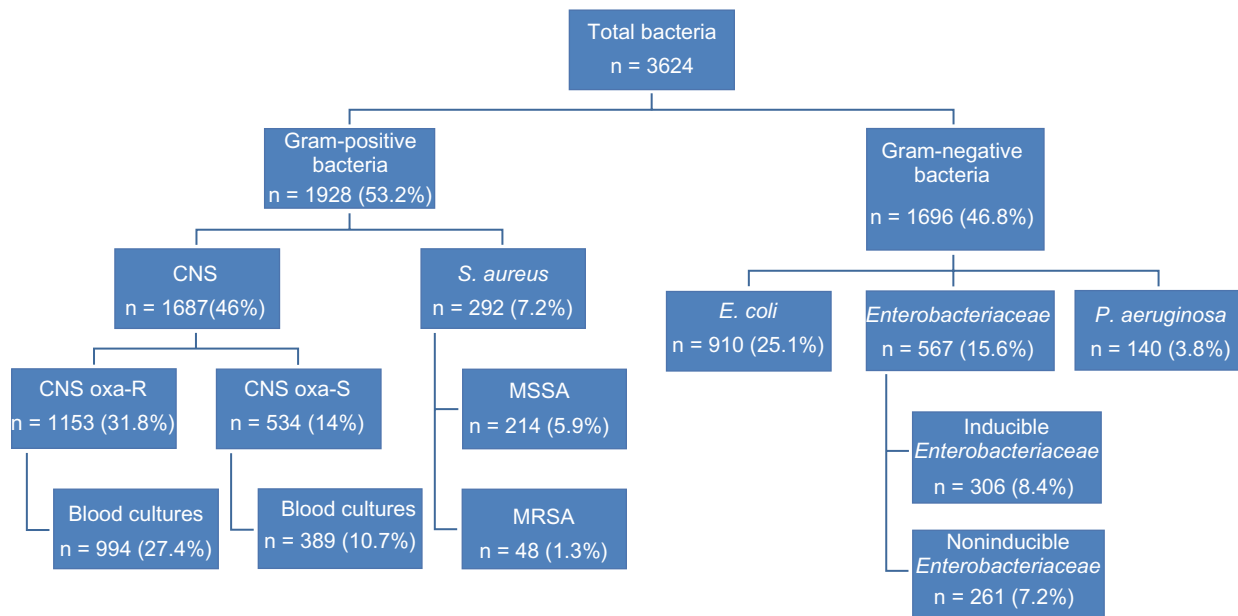 Total bacteria
n = 3624
Gram-positive
bacteria
n = 1928 (53.2%)
Gram-negative
bacteria
n = 1696 (46.8%)
CNS
n = 1687(46%)
S. aureus
n = 292 (7.2%)
E. coli
n = 910 (25.1%)
Enterobacteriaceae
n = 567 (15.6%)
P. aeruginosa
n = 140 (3.8%)
CNS oxa-R
n = 1153 (31.8%)
CNS oxa-S
n = 534 (14%)
MSSA
n = 214 (5.9%)
Inducible
Enterobacteriaceae
n = 306 (8.4%)
Blood cultures
n = 994 (27.4%)
Blood cultures
n = 389 (10.7%)
MRSA
n = 48 (1.3%)
Noninducible
Enterobacteriaceae
n = 261 (7.2%)